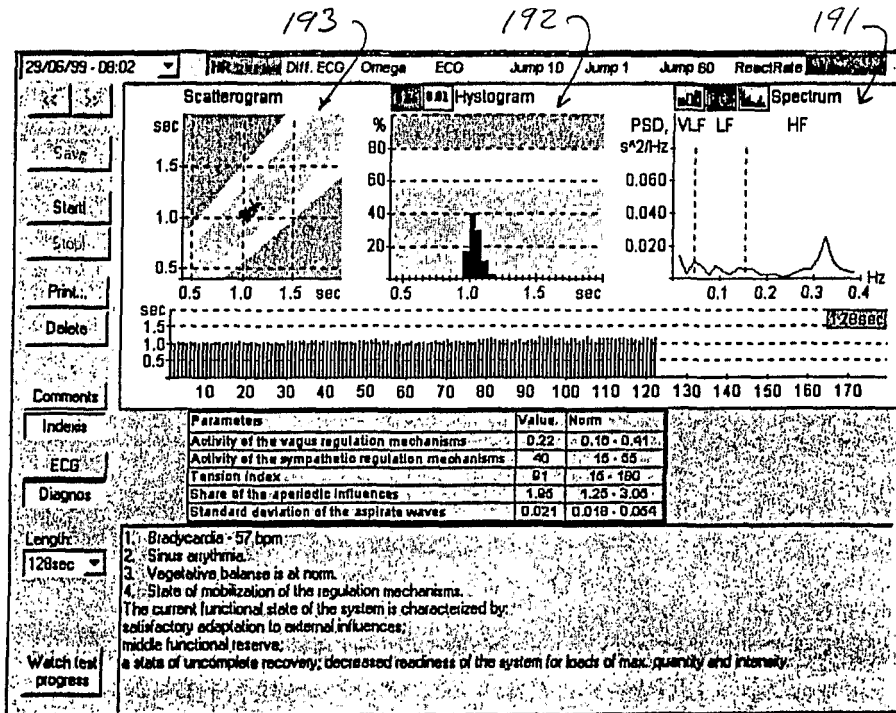 193 192 191
29/06/99 - 08:02 HR Diff. ECG Omega ECG Jump 10 Jump 1 Jump 60 ReactRate
<< >>
Save
Start!
Stop!
Print...
Delete
Comments
Indexis
ECG
Diagnos
Length:
128sec
Watch test
progress
Scatterogram
sec
1.5
1.0
0.5
0.5 1.0 1.5 sec
0.01 Hystogram
%
80
60
40
20
0.5 1.0 1.5 sec
Spectrum
PSD, VLF LF HF
s^2/Hz
0.060
0.040
0.020
0.1 0.2 0.3 0.4 Hz
sec
1.5
1.0
0.5
128sec
10 20 30 40 50 60 70 80 90 100 110 120 130 140 150 160 170
Parameters Value. Norm
Activity of the vagus regulation mechanisms 0.22 0.15 - 0.41
Activity of the sympathetic regulation mechanisms 40 15 - 55
Tension index 91 15 - 180
Share of the aperiodic influences 1.95 1.25 - 3.05
Standard deviation of the aspirate waves 0.021 0.018 - 0.054
1. Bradycardia - 57 bpm
2. Sinus arrythmia.
3. Vegetative balanse is at norm.
4. State of mobilization of the regulation mechanisms.
The current functional state of the system is characterized by:
satisfactory adaptation to external influences;
middle functional reserve;
a state of uncomplete recovery; decreased readiness of the system for loads of max. quantity and intensity.